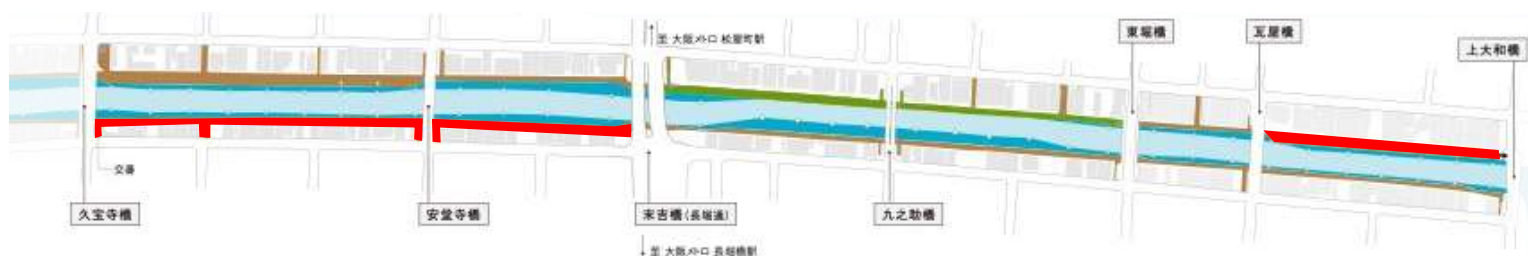 東堀橋
瓦屋橋
上大和橋
至 大阪メトロ 松屋町駅
交番
久宝寺橋
安堂寺橋
末吉橋(長堀通)
九之助橋
至 大阪メトロ 長堀橋駅